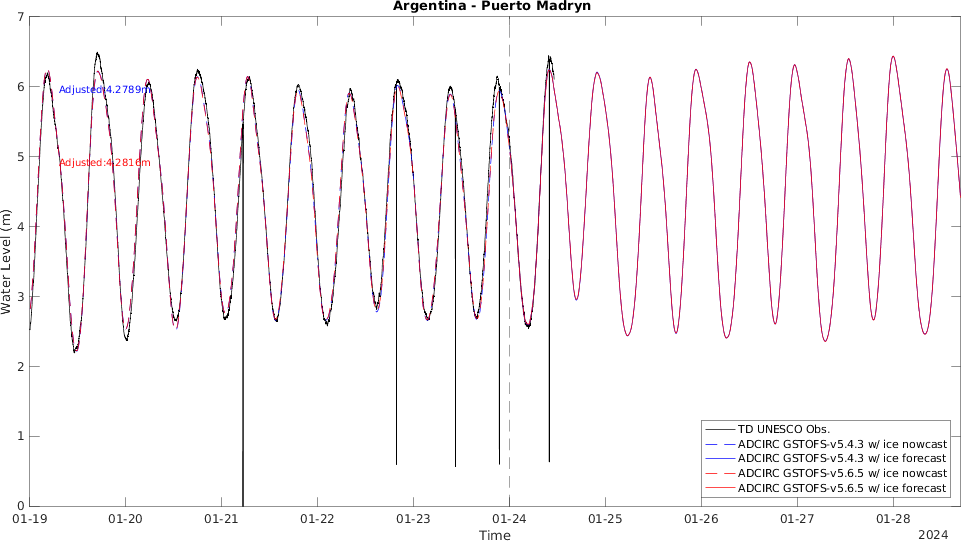 Argentina - Puerto Madryn
7
6
5
4
3
2
1
0
Water Level (m)
Adjusted:4.2789m
Adjusted:4.2816m
TD UNESCO Obs.
ADCIRC GSTOFS-v5.4.3 w/ ice nowcast
ADCIRC GSTOFS-v5.4.3 w/ ice forecast
ADCIRC GSTOFS-v5.6.5 w/ ice nowcast
ADCIRC GSTOFS-v5.6.5 w/ ice forecast
01-19 01-20 01-21 01-22 01-23 01-24 01-25 01-26 01-27 01-28
Time
2024